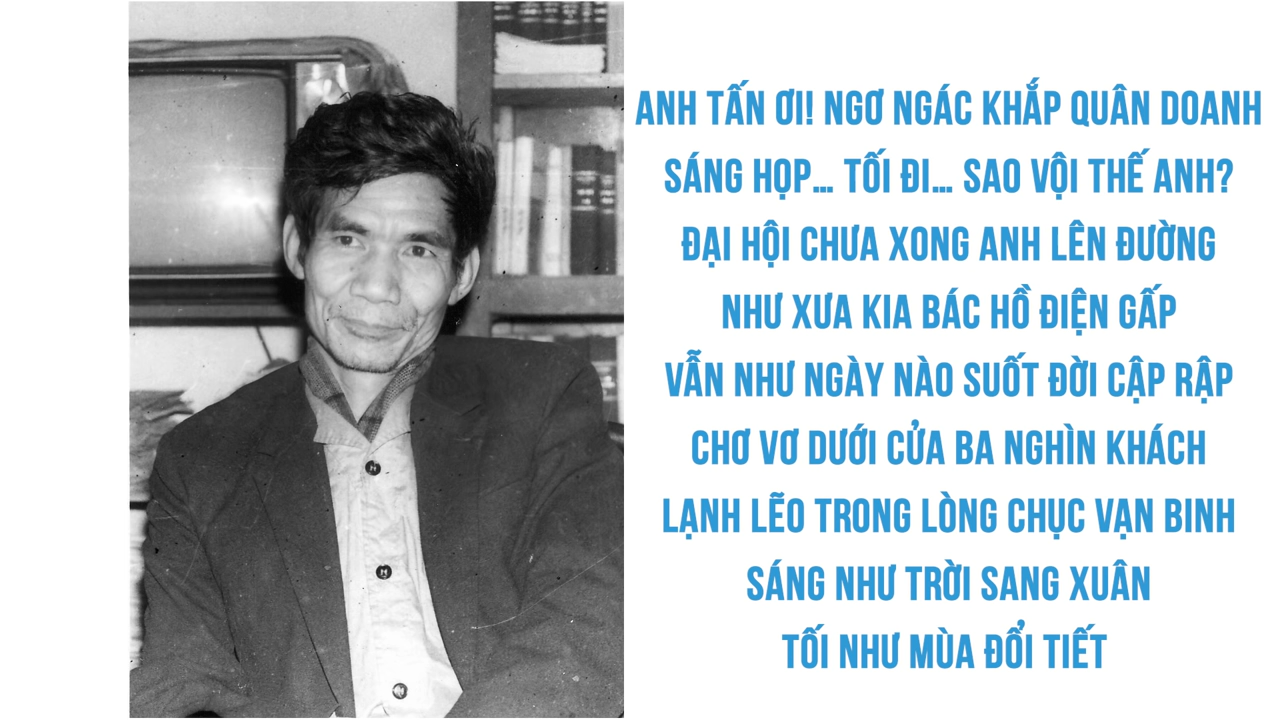 ANH TẤN ƠI! NGƠ NGÁC KHẮP QUÂN DOANH
SÁNG HỌP... TỐI ĐI... SAO VỘI THẾ ANH?
ĐẠI HỘI CHƯA XONG ANH LÊN ĐƯỜNG
NHƯ XƯA KIA BÁC HỒ ĐIỆN GẤP
VẪN NHƯ NGÀY NÀO SUỐT ĐỜI CẬP RẬP
CHƠ VƠ DƯỚI CỬA BA NGHÌN KHÁCH
LẠNH LẼO TRONG LÒNG CHỤC VẠN BINH
SÁNG NHƯ TRỜI SANG XUÂN
TỐI NHƯ MÙA ĐỔI TIẾT